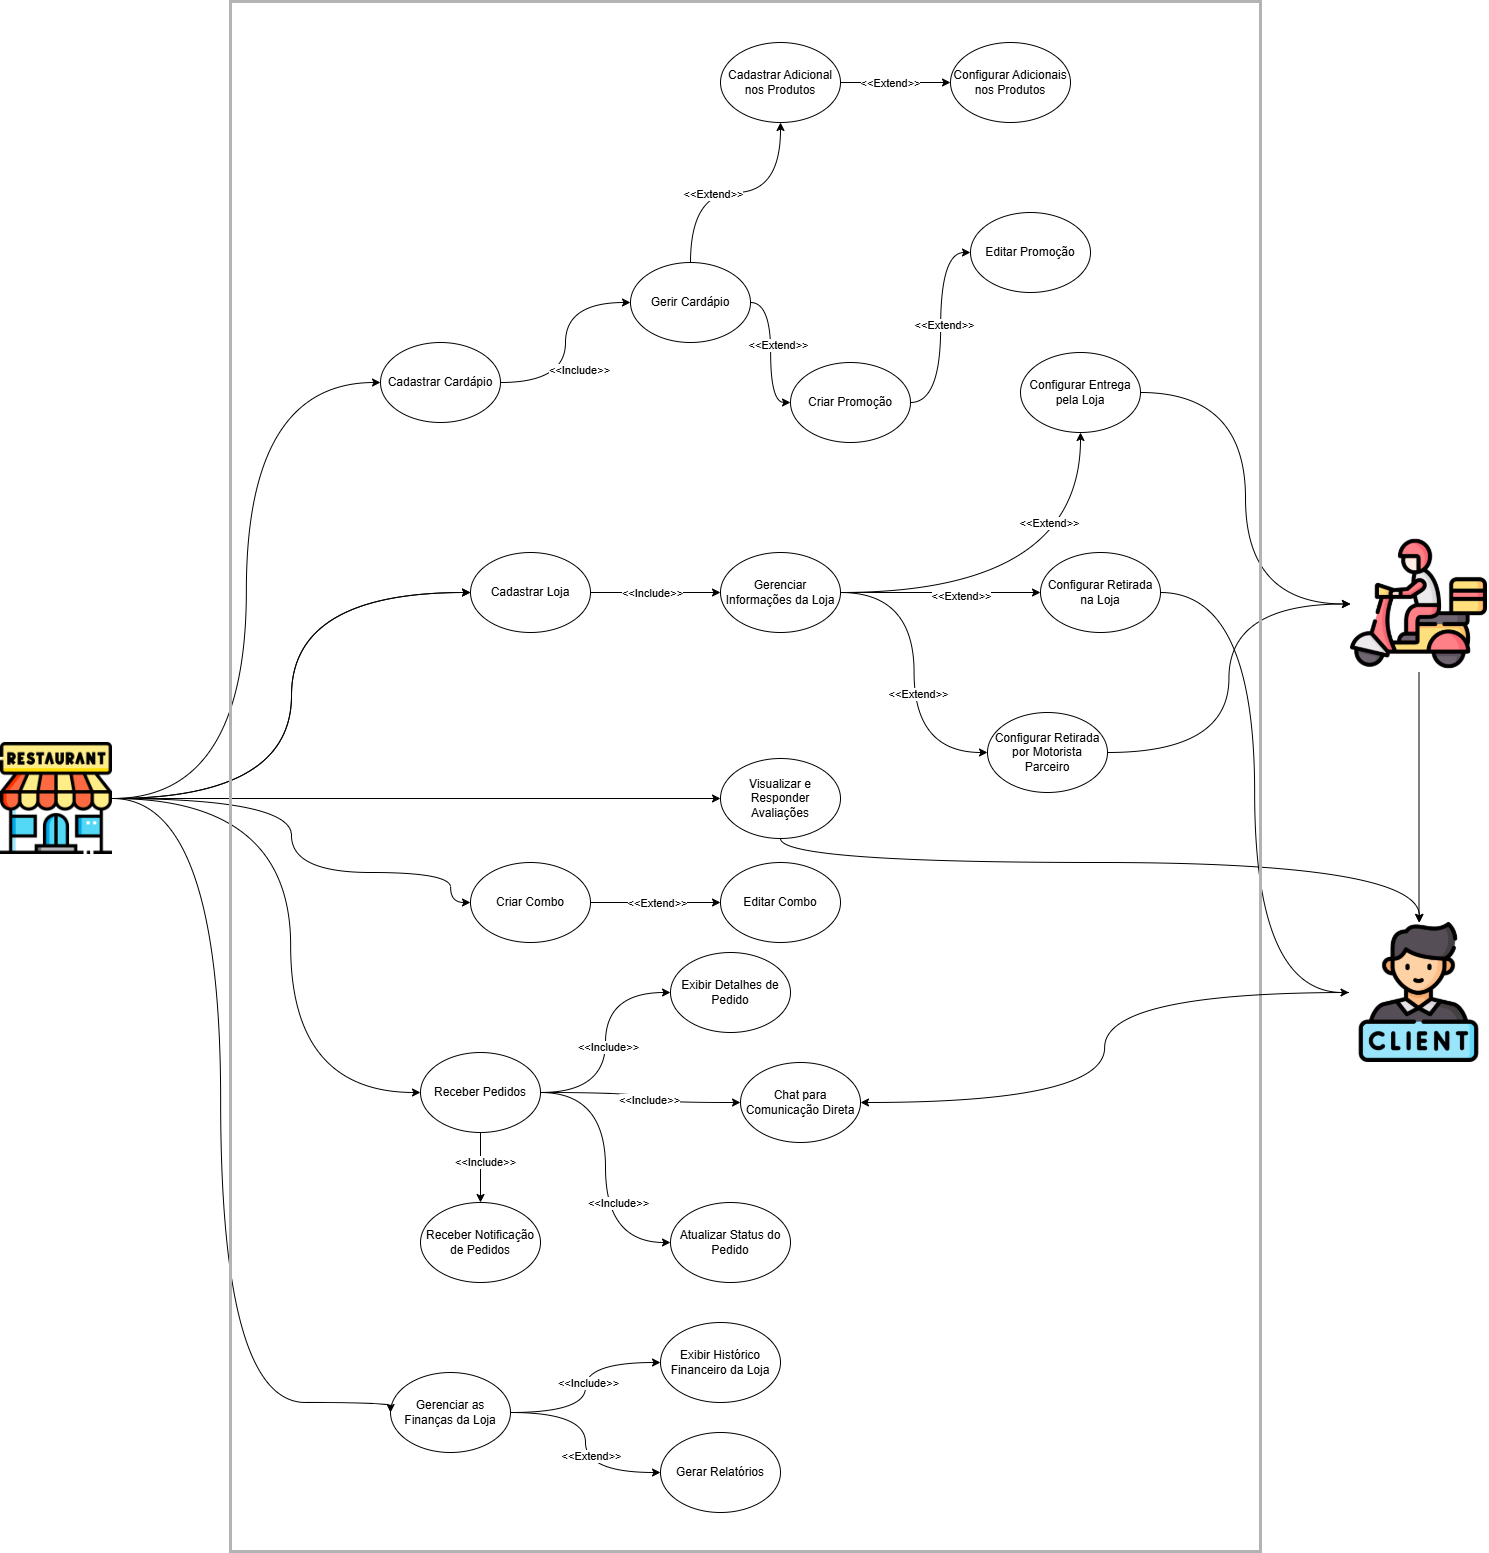 Cadastrar Adicional
nos Produtos
<<Extend>>
Configurar Adicionais
nos Produtos
<<Extend>>
Editar Promoção
Gerir Cardápio
<<Extend>>
<<Extend>>
Cadastrar Cardápio
<<Include>>
Criar Promoção
Configurar Entrega
pela Loja
<<Extend>>
Cadastrar Loja
<<Include>>
Gerenciar
Informações da Loja
<<Extend>>
Configurar Retirada
na Loja
<<Extend>>
Configurar Retirada
por Motorista
Parceiro
RESTAURANT
Visualizar e
Responder
Avaliações
Criar Combo
<<Extend>>
Editar Combo
Exibir Detalhes de
Pedido
CLIENT
<<Include>>
Receber Pedidos
<<Include>>
Chat para
Comunicação Direta
<<Include>>
<<Include>>
Receber Notificação
de Pedidos
Atualizar Status do
Pedido
Exibir Histórico
Financeiro da Loja
<<Include>>
Gerenciar as
Finanças da Loja
<<Extend>>
Gerar Relatórios